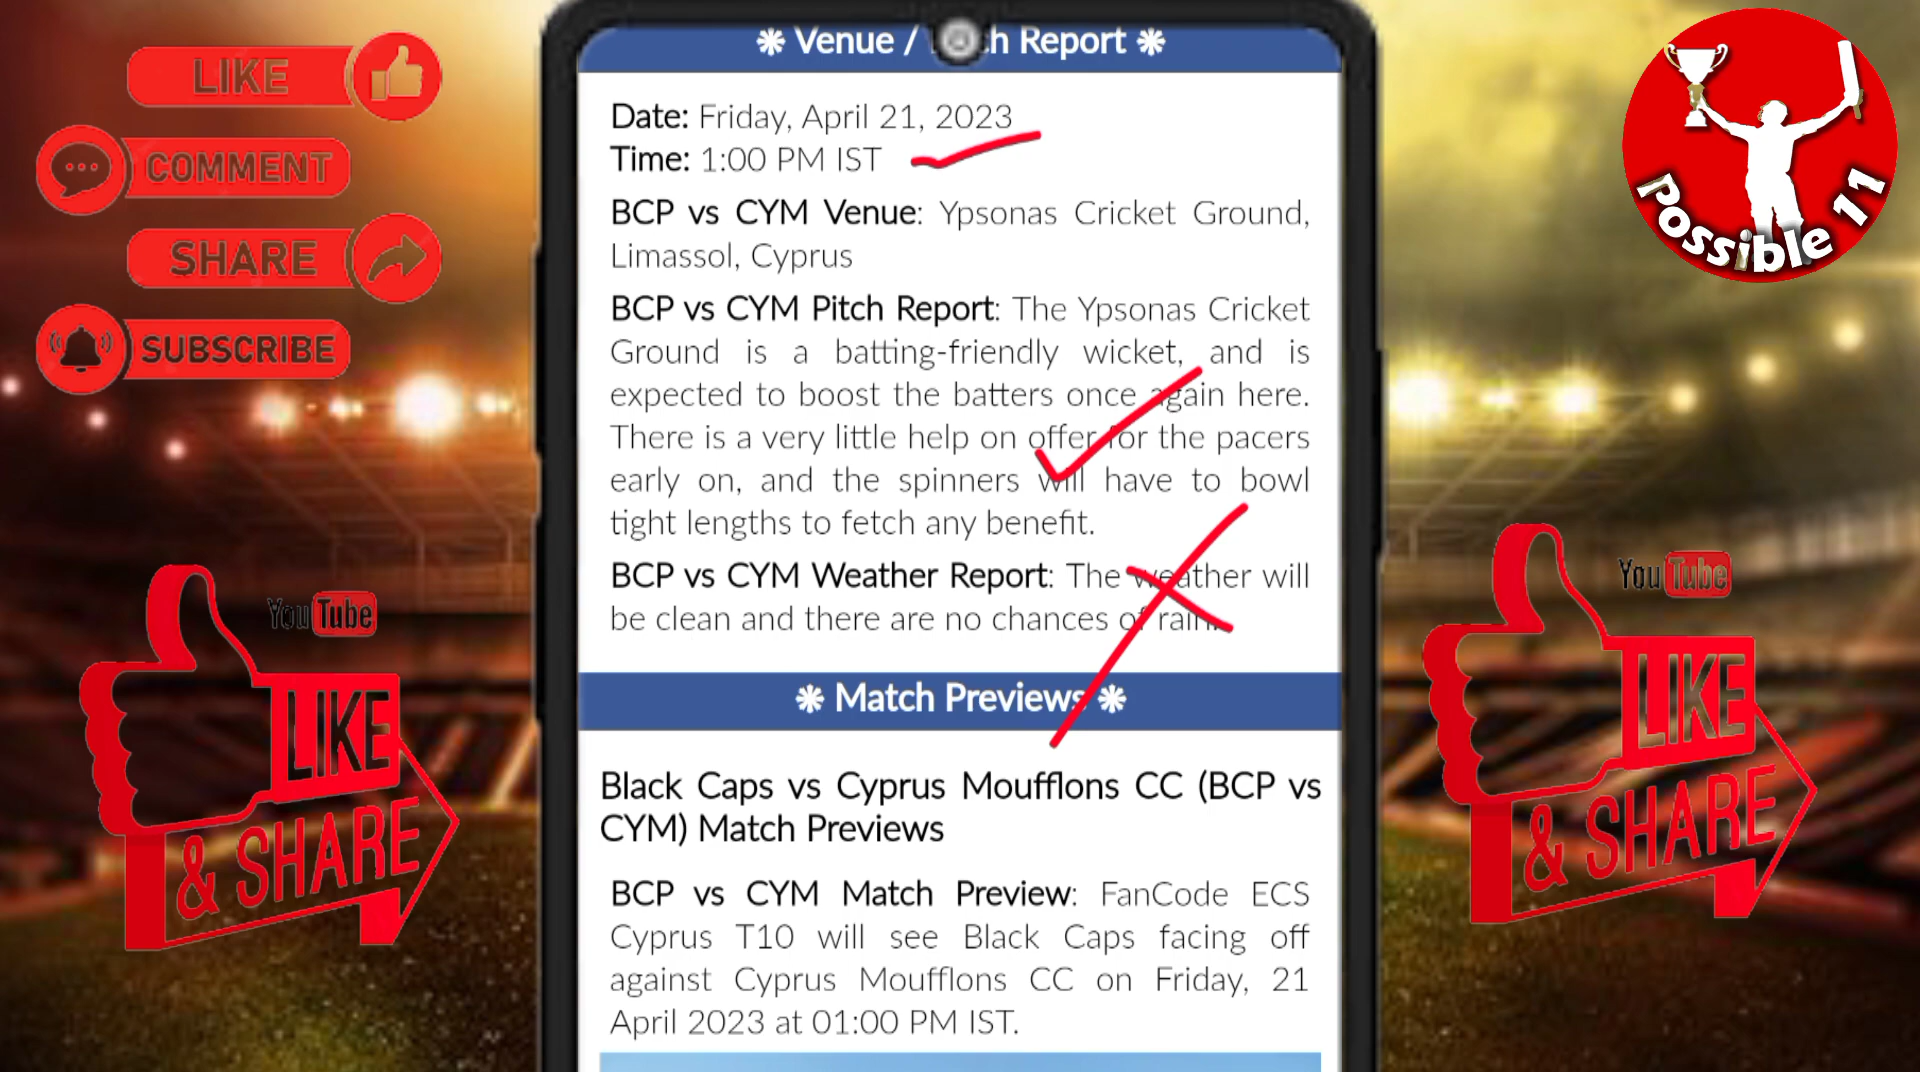 LIKE
COMMENT
SHARE
SUBSCRIBE
YouTube
LIKE
& SHARE
Venue / Report
Date: Friday, April 21, 2023
Time: 1:00 PM IST
BCP vs CYM Venue: Ypsonas Cricket Ground,
Limassol, Cyprus
BCP vs CYM Pitch Report: The Ypsonas Cricket
Ground is a batting-friendly wicket, and is
expected to boost the batters once again here.
There is a very little help on offer for the pacers
early on, and the spinners will have to bowl
tight lengths to fetch any benefit.
BCP vs CYM Weather Report: The weather will
be clean and there are no chances of rain.
Match Previews
Black Caps vs Cyprus Moufflons CC (BCP vs
CYM) Match Previews
BCP vs CYM Match Preview: FanCode ECS
Cyprus T10 will see Black Caps facing off
against Cyprus Moufflons CC on Friday, 21
April 2023 at 01:00 PM IST.
Possible 11
YouTube
LIKE
& SHARE